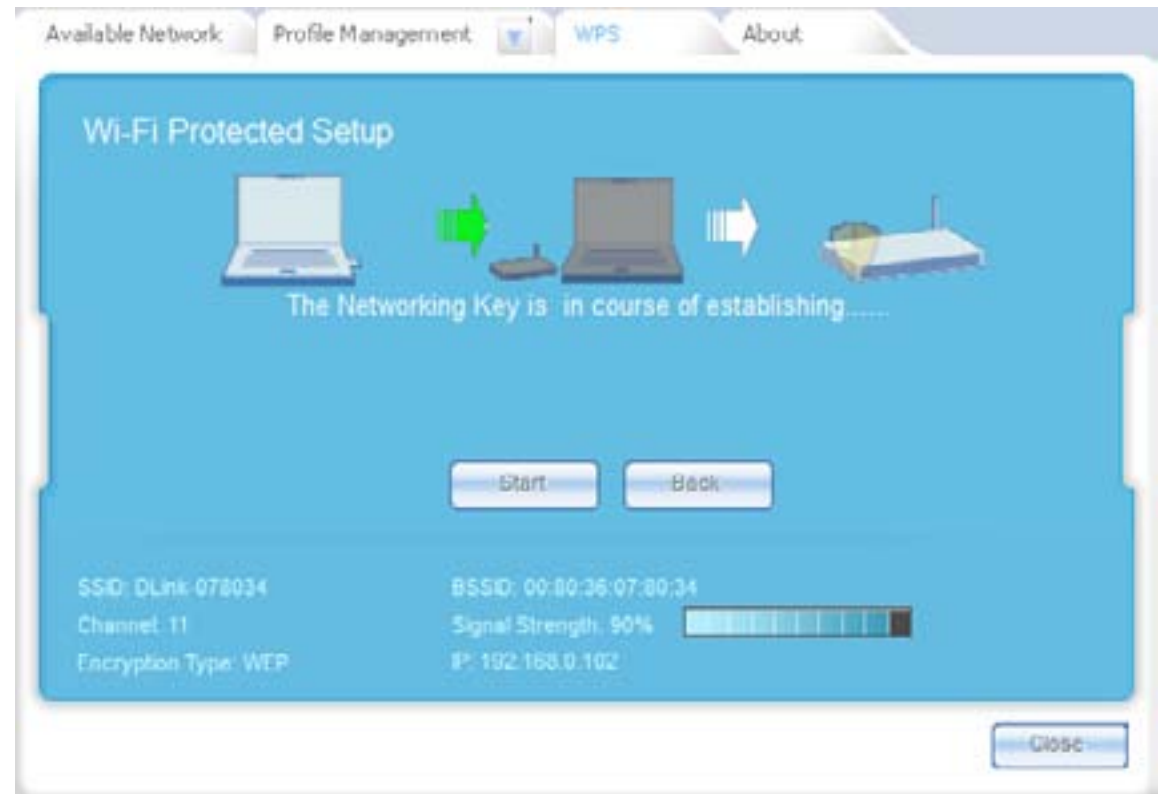 Available Network Profile Management WPS About
Wi-Fi Protected Setup
The Networking Key is in course of establishing......
Start Back
SSID: DLink-078034 BSSID: 00:80:36:07:80:34
Channel: 11 Signal Strength: 90%
Encryption Type: WEP IP: 192.168.0.102
Close